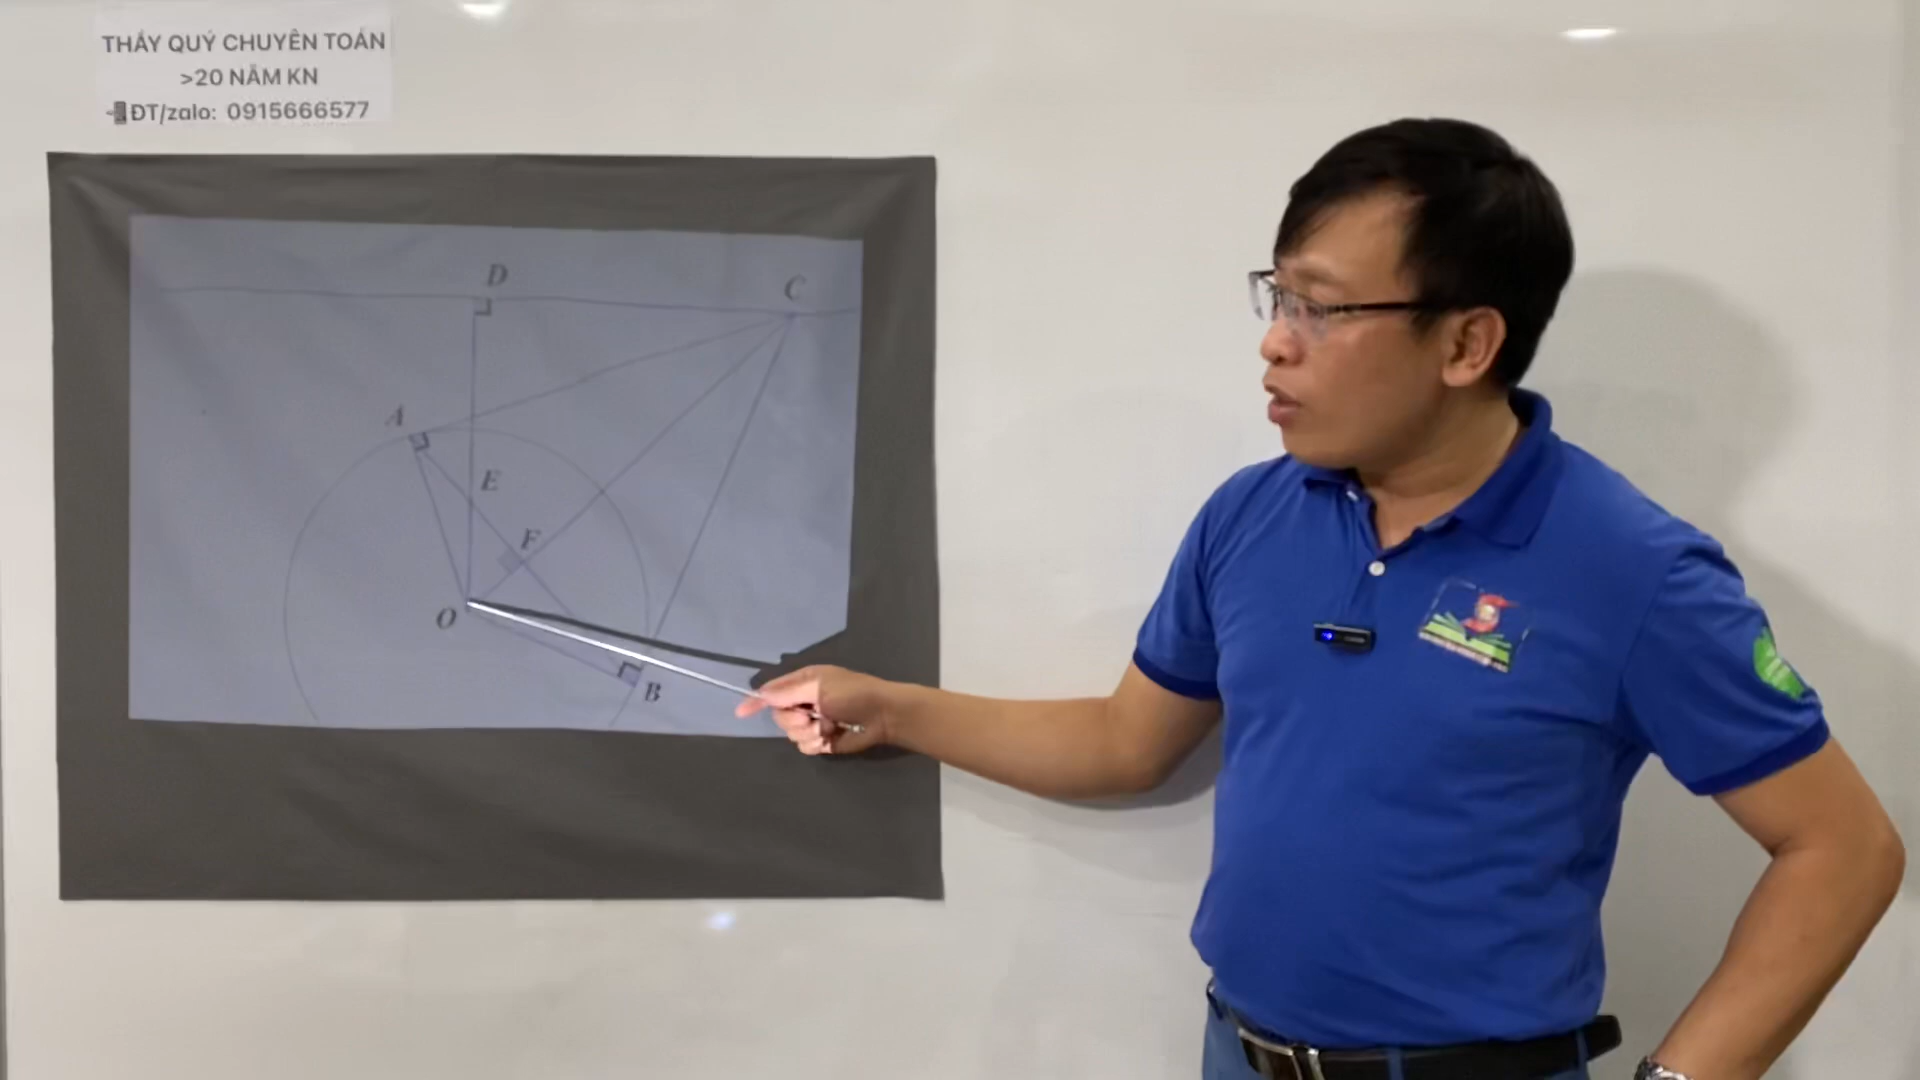 THẦY QUÝ CHUYÊN TOÁN
>20 NĂM KN
ĐT/zalo: 0915666577
D
C
A
E
F
O
B